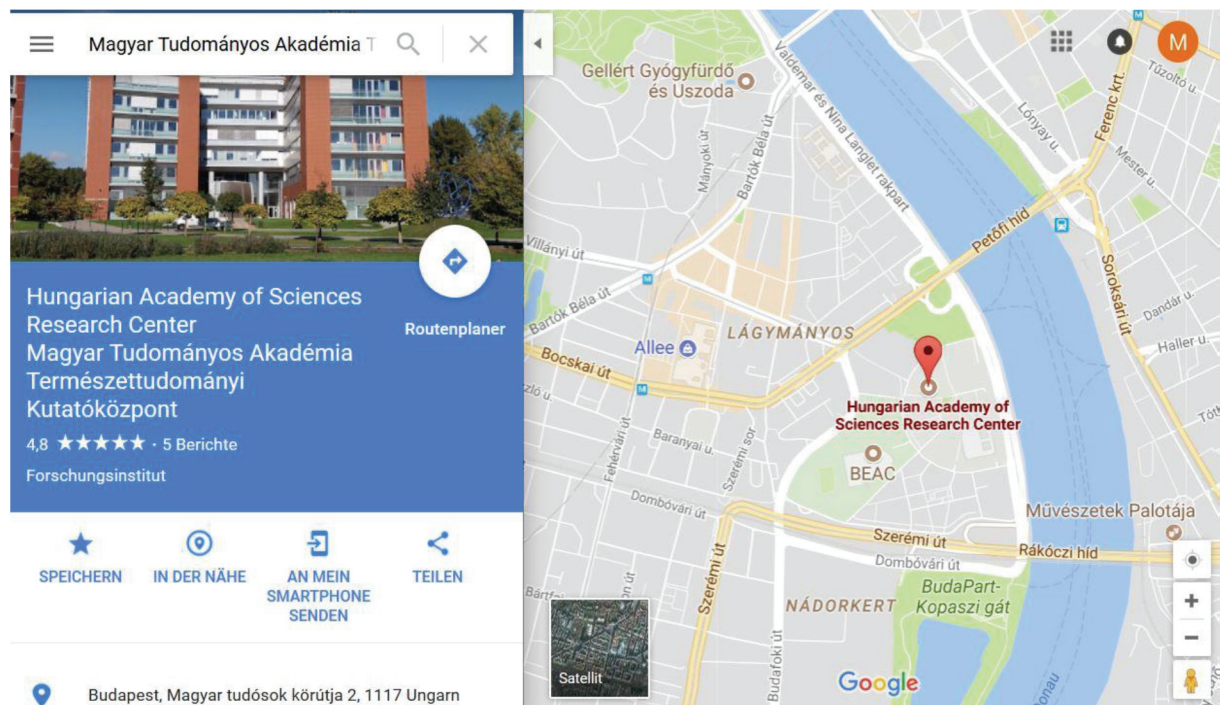 Magyar Tudományos Akadémia T
Hungarian Academy of Sciences
Research Center
Magyar Tudományos Akadémia
Természettudományi
Kutatóközpont
Routenplaner
4,8 ★★★★★ · 5 Berichte
Forschungsinstitut
SPEICHERN
IN DER NÄHE
AN MEIN
SMARTPHONE
SENDEN
TEILEN
Budapest, Magyar tudósok körútja 2, 1117 Ungarn
M
M
Gellért Gyógyfürdő
és Uszoda
Valdemar és Nina Langlet rakpart
Mányoki út
Bartók Béla út
Lónyay u.
Ferenc krt.
Tűzoltó u.
Mester u.
Petőfi híd
Villányi út
M
Bartók Béla út
Soroksári út
Dandár u.
Haller u.
LÁGYMÁNYOS
Allee
Bocskai út
M
Hungarian Academy of
Sciences Research Center
Fehérvári út
Baranyai u.
Szerémi sor
BEAC
Dombóvári út
Művészetek Palotája
Szerémi út
Rákóczi híd
Dombóvári út
Szerémi út
BudaPart-
Kopaszi gát
NÁDORKERT
Budafoki út
Satellit
Google